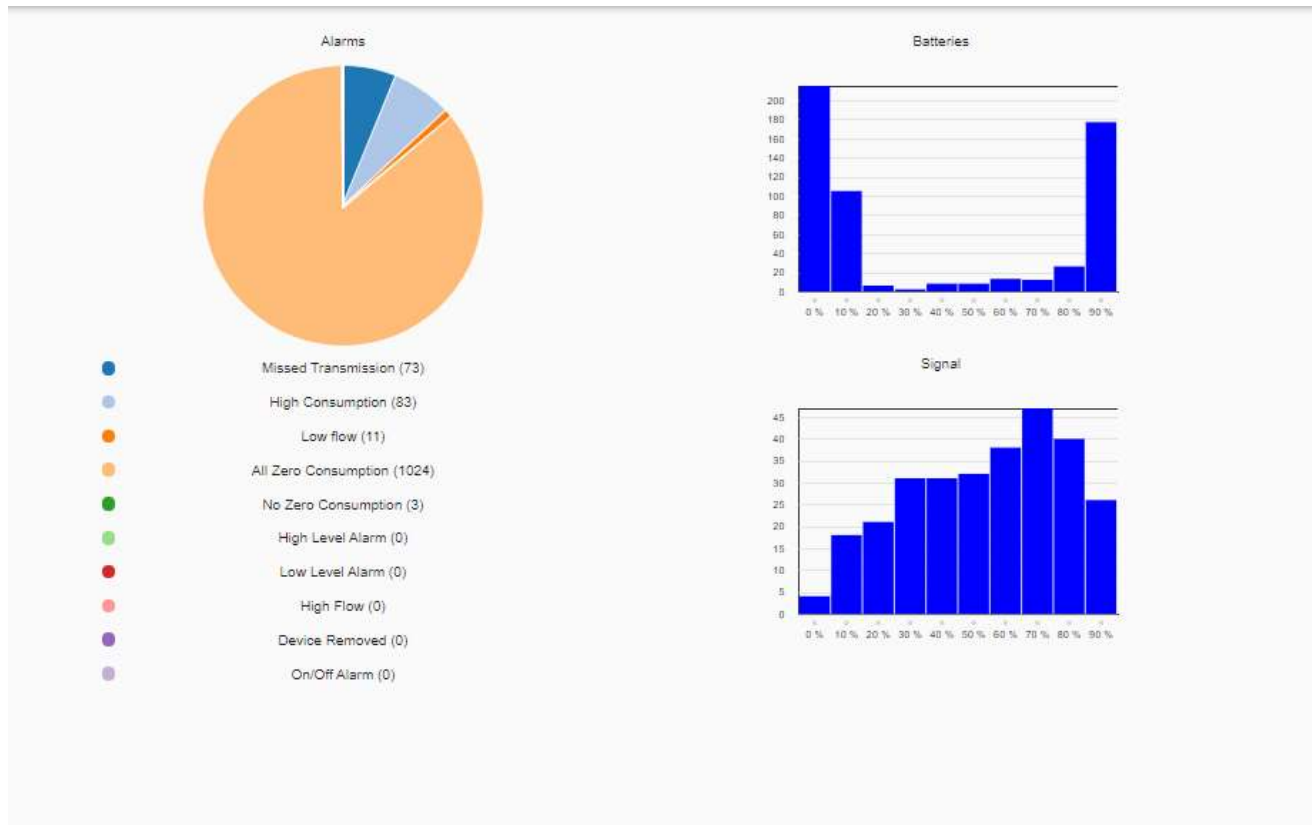 Alarms
Missed Transmission (73)
High Consumption (83)
Low flow (11)
All Zero Consumption (1024)
No Zero Consumption (3)
High Level Alarm (0)
Low Level Alarm (0)
High Flow (0)
Device Removed (0)
On/Off Alarm (0)
Batteries
200
180
160
140
120
100
80
60
40
20
0
0 % 10 % 20 % 30 % 40 % 50 % 60 % 70 % 80 % 90 %
Signal
45
40
35
30
25
20
15
10
5
0
0 % 10 % 20 % 30 % 40 % 50 % 60 % 70 % 80 % 90 %